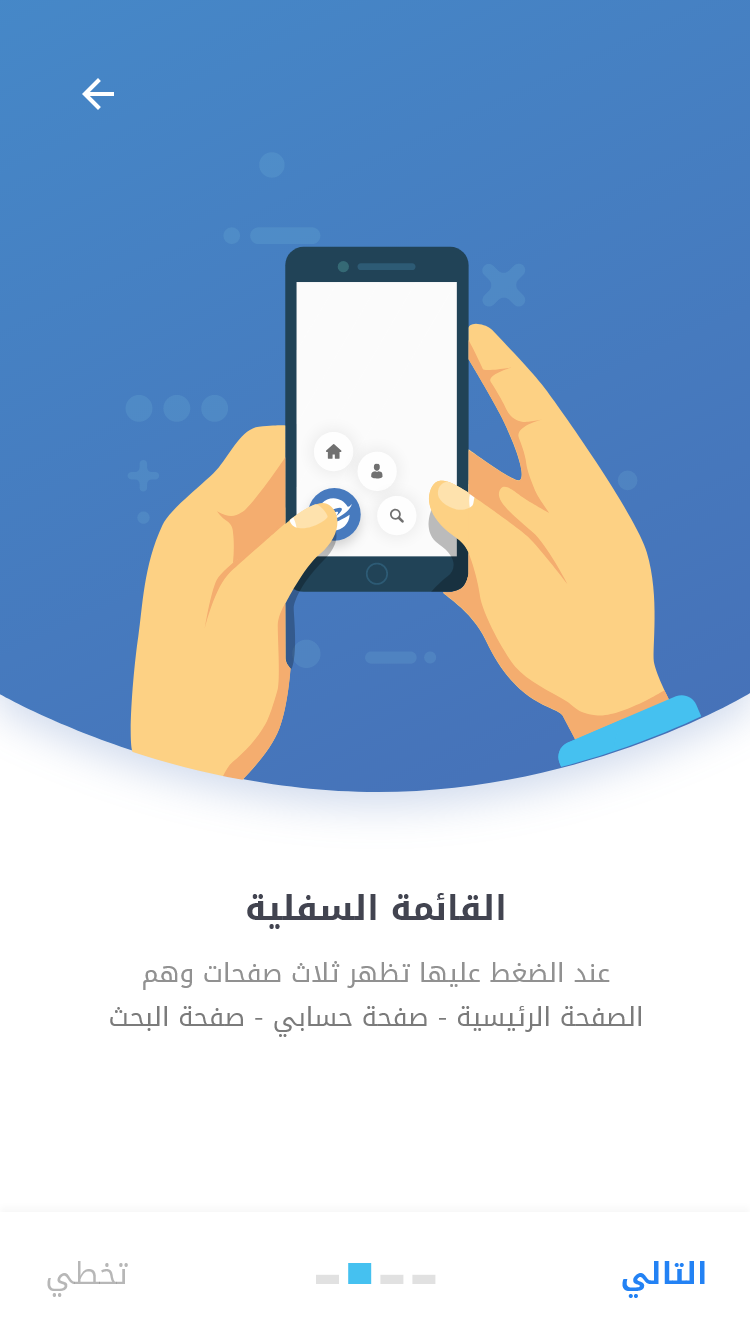 القائمة السفلية
عند الضغط عليها تظهر ثلاث صفحات وهم
الصفحة الرئيسية - صفحة حسابي - صفحة البحث
التالي
تخطي